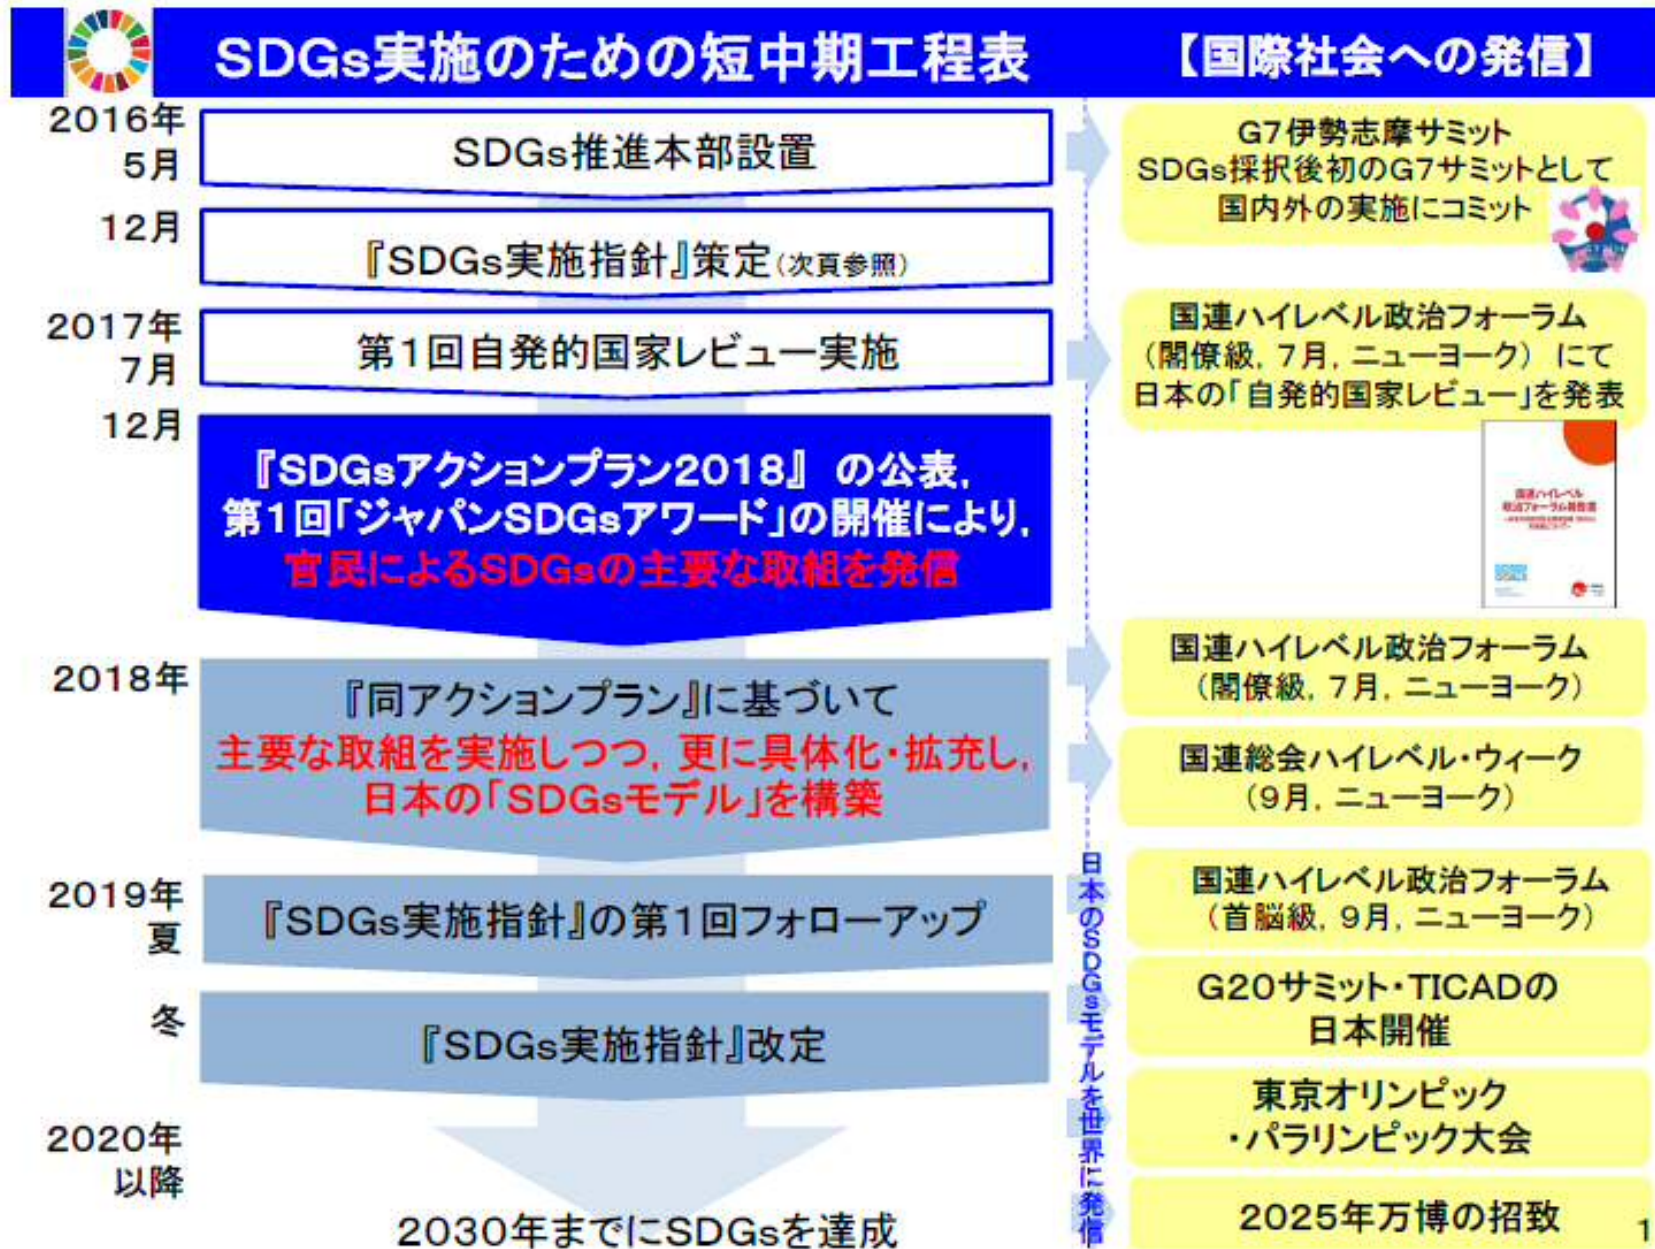 SDGs実施のための短中期工程表
【国際社会への発信】
2016年
5月
SDGs推進本部設置
G7伊勢志摩サミット
SDGs採択後初のG7サミットとして
国内外の実施にコミット
12月
『SDGs実施指針』策定(次頁参照)
2017年
7月
第1回自発的国家レビュー実施
国連ハイレベル政治フォーラム
(閣僚級, 7月, ニューヨーク) にて
日本の「自発的国家レビュー」を発表
12月
『SDGsアクションプラン2018』 の公表,
第1回「ジャパンSDGsアワード」の開催により,
官民によるSDGsの主要な取組を発信
国連ハイレベル
政治フォーラム報告書
2018年
『同アクションプラン』に基づいて
主要な取組を実施しつつ, 更に具体化・拡充し,
日本の「SDGsモデル」を構築
国連ハイレベル政治フォーラム
(閣僚級, 7月, ニューヨーク)
国連総会ハイレベル・ウィーク
(9月, ニューヨーク)
2019年
夏
『SDGs実施指針』の第1回フォローアップ
国連ハイレベル政治フォーラム
(首脳級, 9月, ニューヨーク)
冬
『SDGs実施指針』改定
G20サミット・TICADの
日本開催
2020年
以降
2030年までにSDGsを達成
東京オリンピック
・パラリンピック大会
2025年万博の招致
日本のSDGsモデルを世界に発信
1